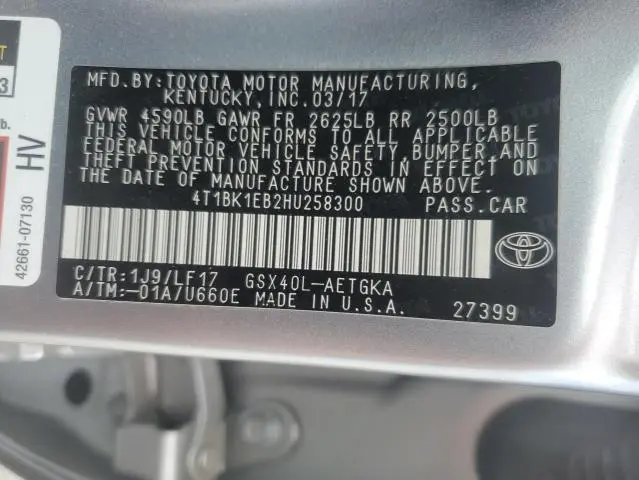 T
3
b.
HV
42661-07130
MFD.BY:TOYOTA MOTOR MANUFACTURING,
KENTUCKY,INC.03/17
GVWR 4590LB GAWR FR 2625LB RR 2500LB
THIS VEHICLE CONFORMS TO ALL APPLICABLE
FEDERAL MOTOR VEHICLE SAFETY,BUMPER,AND
THEFT PREVENTION STANDARDS IN EFFECT ON
THE DATE OF MANUFACTURE SHOWN ABOVE.
4T1BK1EB2HU258300 PASS.CAR
C/TR:1J9/LF17 GSX40L-AETGKA
A/TM:-01A/U660E MADE IN U.S.A. 27399